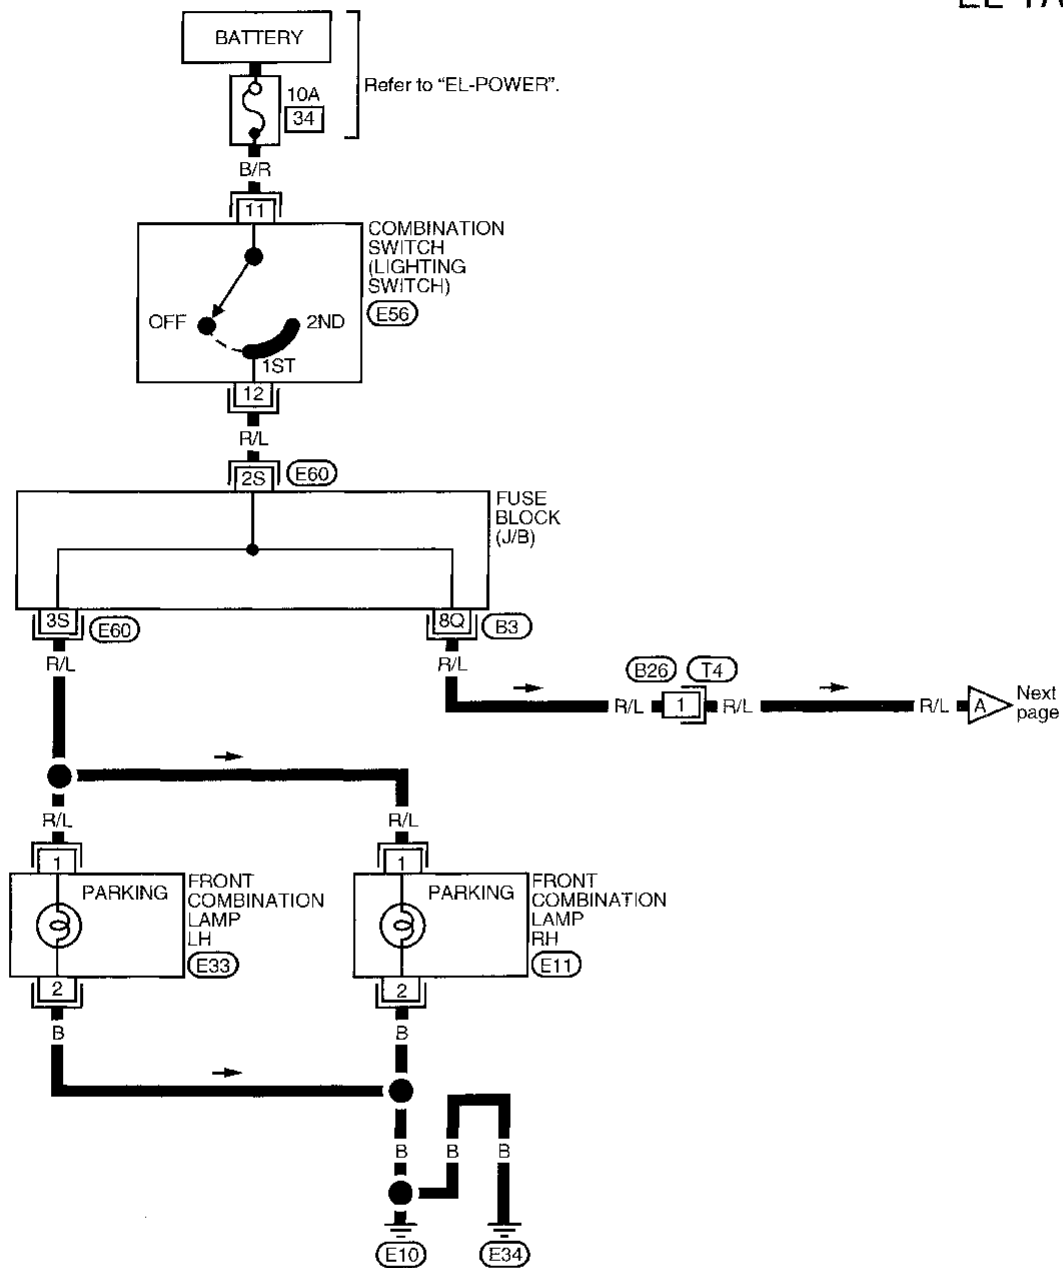 BATTERY
Refer to “EL-POWER”.
10A
34
B/R
11
COMBINATION
SWITCH
(LIGHTING
SWITCH)
E56
OFF
2ND
1ST
12
R/L
2S
E60
FUSE
BLOCK
(J/B)
3S
E60
8Q
B3
R/L
R/L
B26
T4
R/L
1
R/L
R/L
A
Next
page
R/L
R/L
1
1
PARKING
FRONT
COMBINATION
LAMP
LH
E33
PARKING
FRONT
COMBINATION
LAMP
RH
E11
2
2
B
B
B
B
B
E10
E34